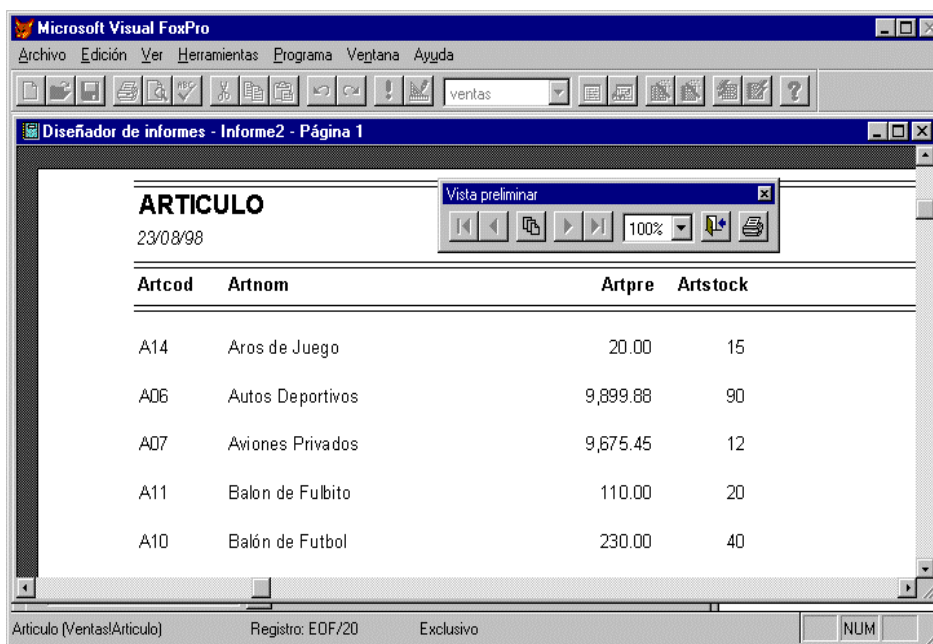 Microsoft Visual FoxPro
Archivo Edición Ver Herramientas Programa Ventana Ayuda
ventas
Diseñador de informes - Informe2 - Página 1
Vista preliminar
100%
ARTICULO
23/08/98
Artcod Artnom Artpre Artstock
A14 Aros de Juego 20.00 15
A06 Autos Deportivos 9,899.88 90
A07 Aviones Privados 9,675.45 12
A11 Balon de Fulbito 110.00 20
A10 Balón de Futbol 230.00 40
Articulo (Ventas!Articulo) Registro: EOF/20 Exclusivo NUM